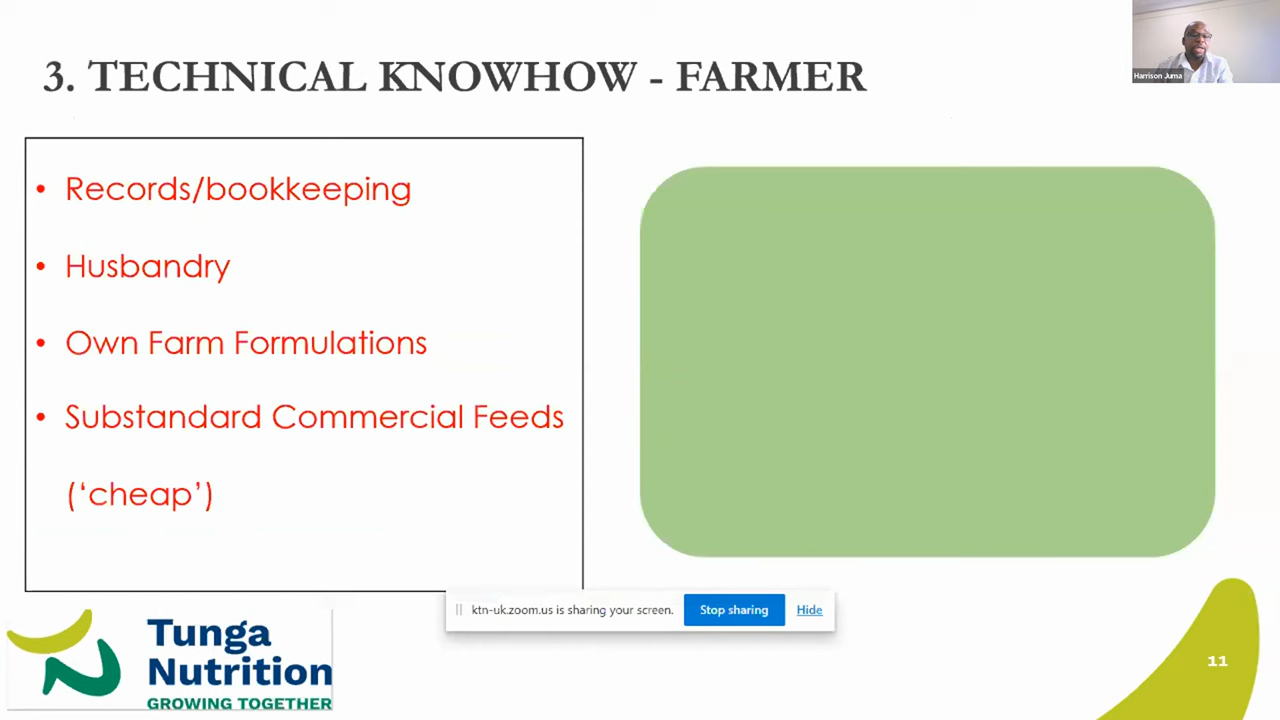 3. TECHNICAL KNOWHOW - FARMER
Harrison Juma
• Records/bookkeeping
• Husbandry
• Own Farm Formulations
• Substandard Commercial Feeds
(‘cheap’)
ktn-uk.zoom.us is sharing your screen.
Stop sharing
Hide
Tunga
Nutrition
GROWING TOGETHER
11